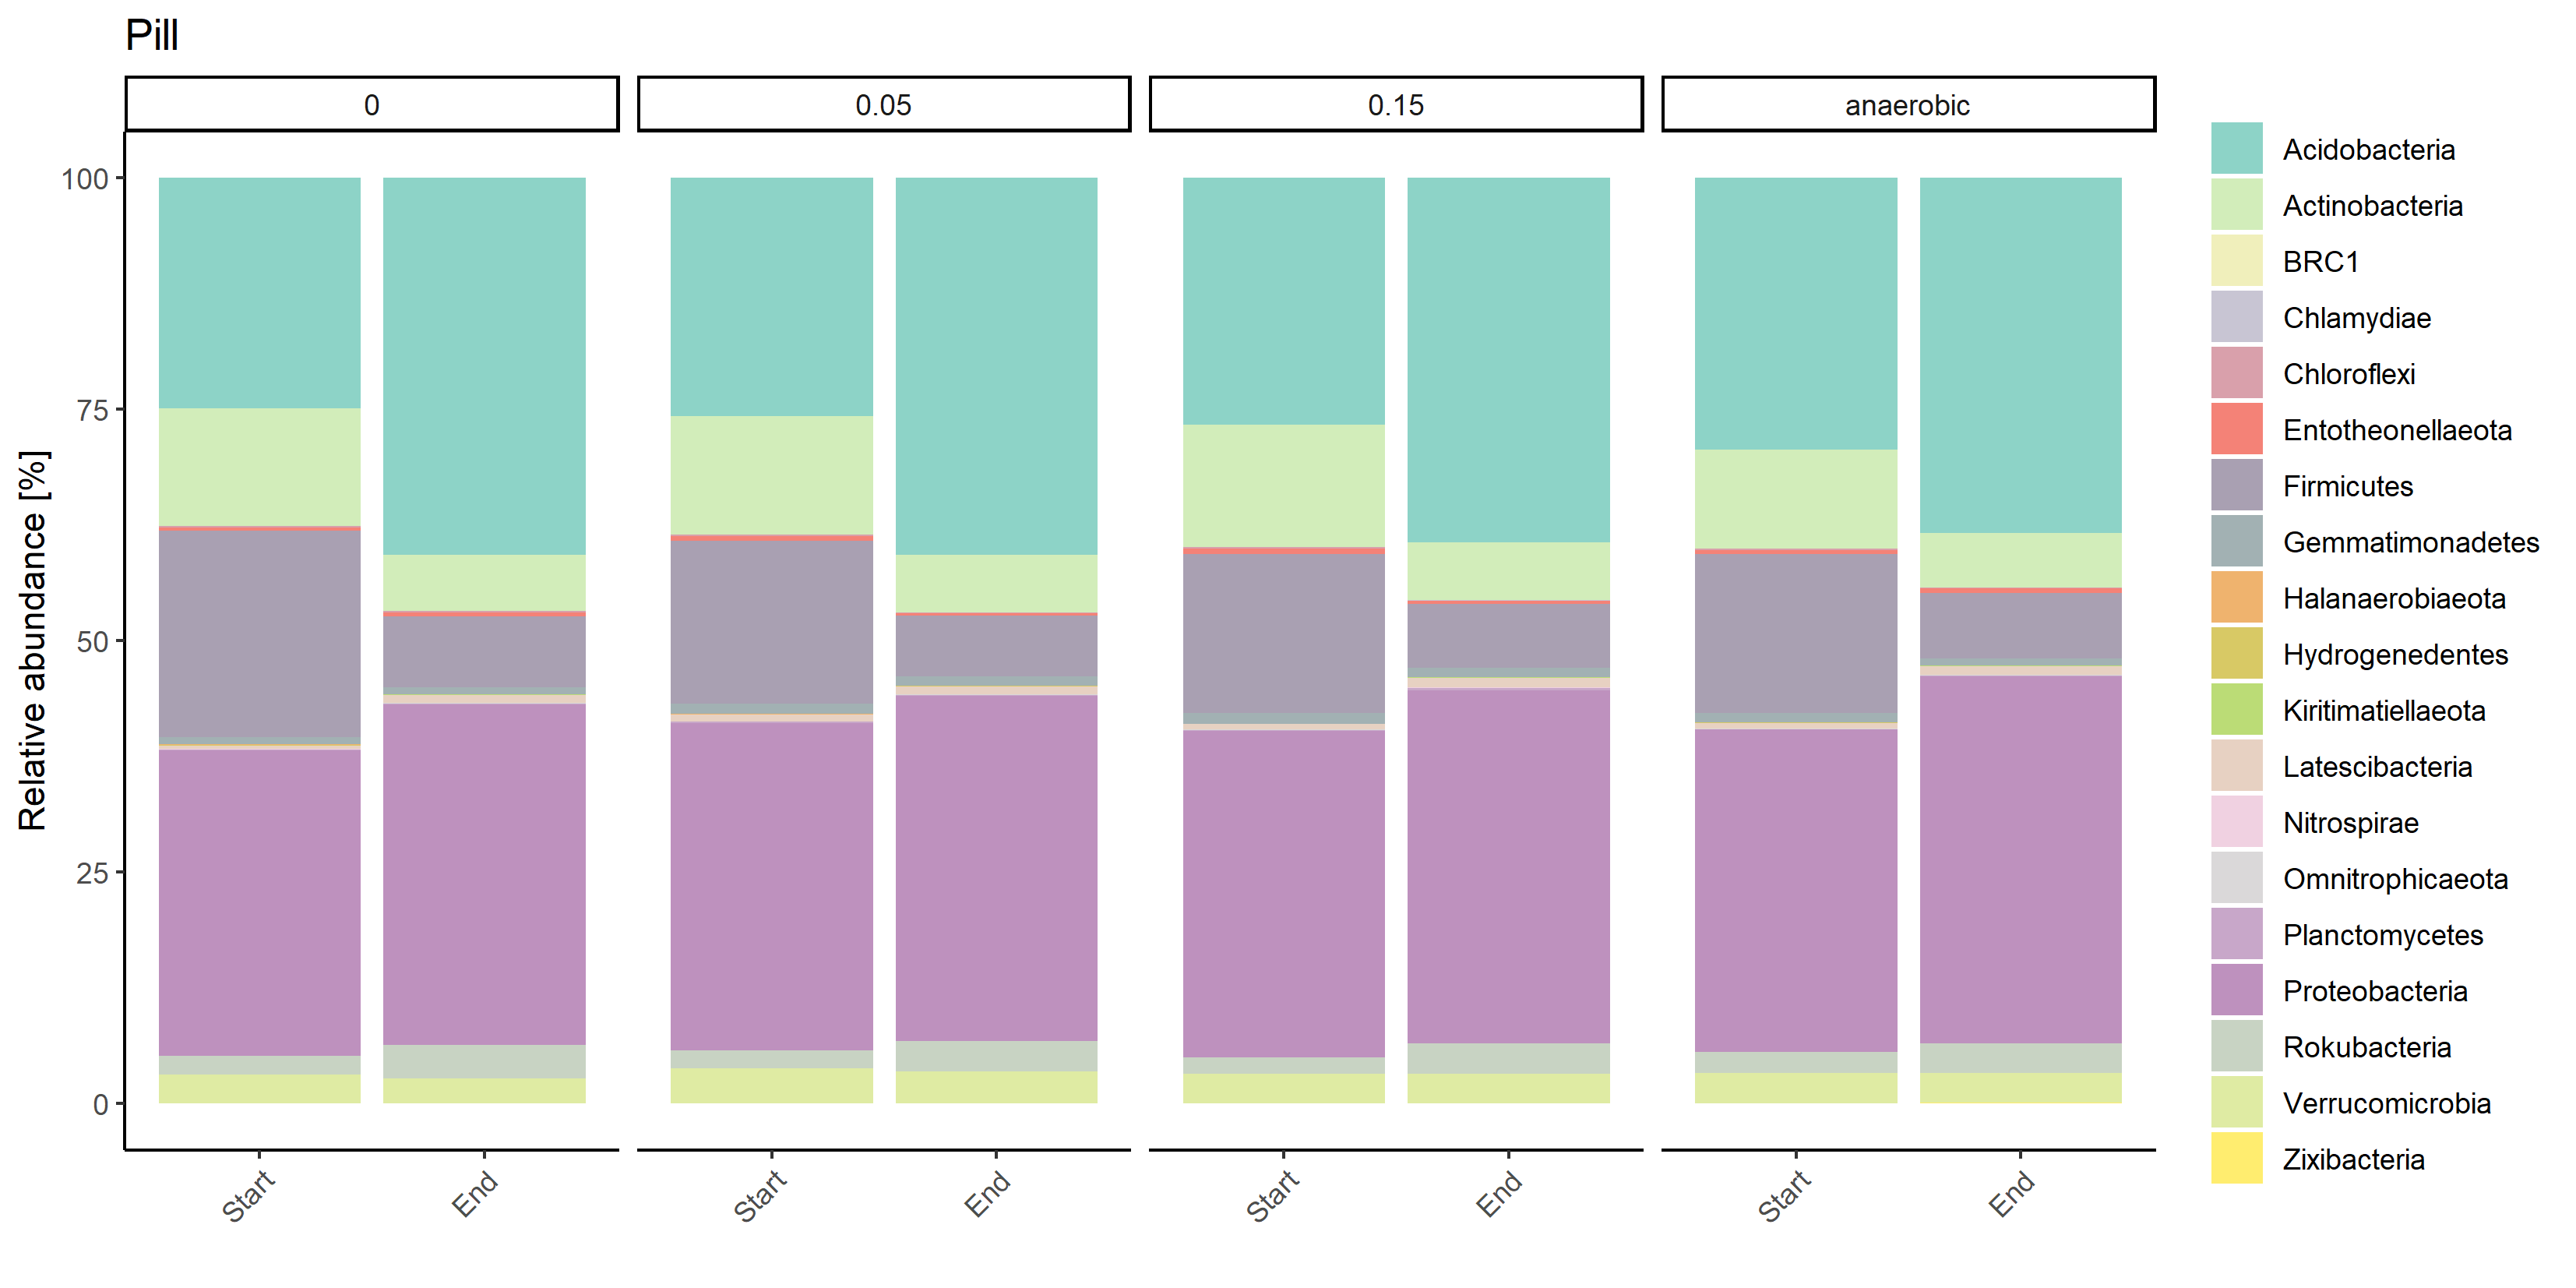 Pill
0
0.05
0.15
anaerobic
Relative abundance [%]
100
75
50
25
0
Start
End
Start
End
Start
End
Start
End
Acidobacteria
Actinobacteria
BRC1
Chlamydiae
Chloroflexi
Entotheonellaeota
Firmicutes
Gemmatimonadetes
Halanaerobiaeota
Hydrogenedentes
Kiritimatiellaeota
Latescibacteria
Nitrospirae
Omnitrophicaeota
Planctomycetes
Proteobacteria
Rokubacteria
Verrucomicrobia
Zixibacteria